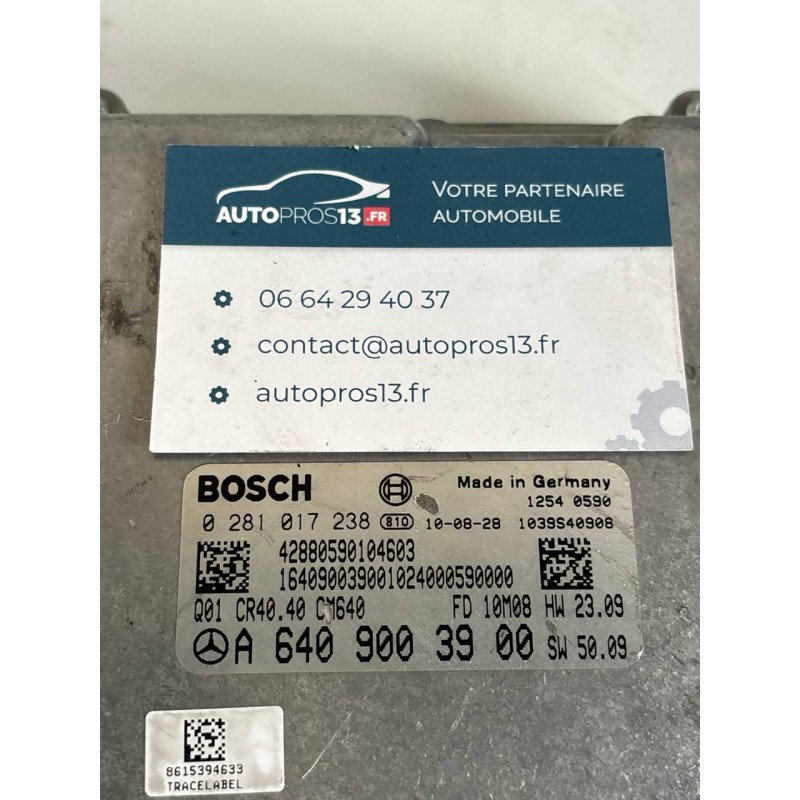 AUTOPROS13.FR
VOTRE PARTENAIRE
AUTOMOBILE
06 64 29 40 37
contact@autopros13.fr
autopros13.fr
BOSCH Made in Germany
1254 0590
0 281 017 238 810 10-08-28 1039S40908
42880590104603
164090039001024000590000
Q01 CR40.40 CM640 FD 10M08 HW 23.09
A 640 900 39 00 SW 50.09
8615394633
TRACELABEL